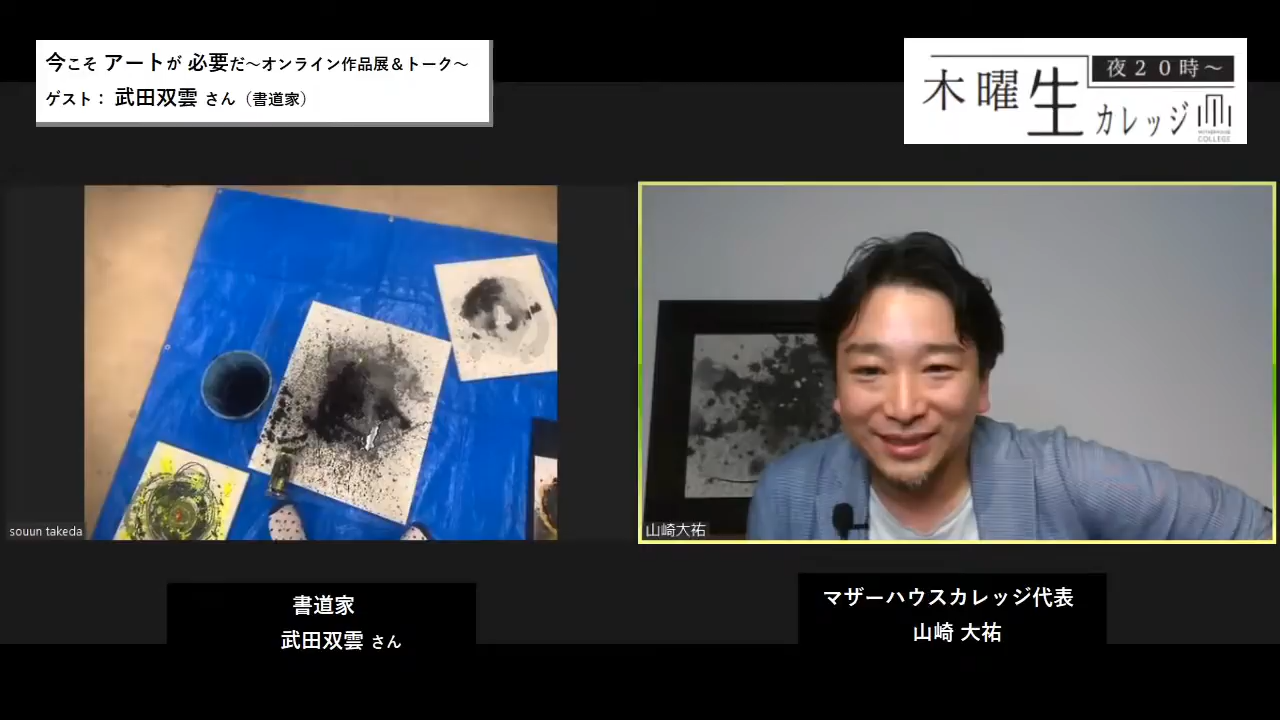 今こそ アートが 必要だ～オンライン作品展＆トーク～
ゲスト： 武田双雲 さん（書道家）
夜20時～
木曜生カレッジ
MOTHERHOUSE
COLLEGE
souun takeda
山崎大祐
書道家
武田双雲 さん
マザーハウスカレッジ代表
山崎 大祐